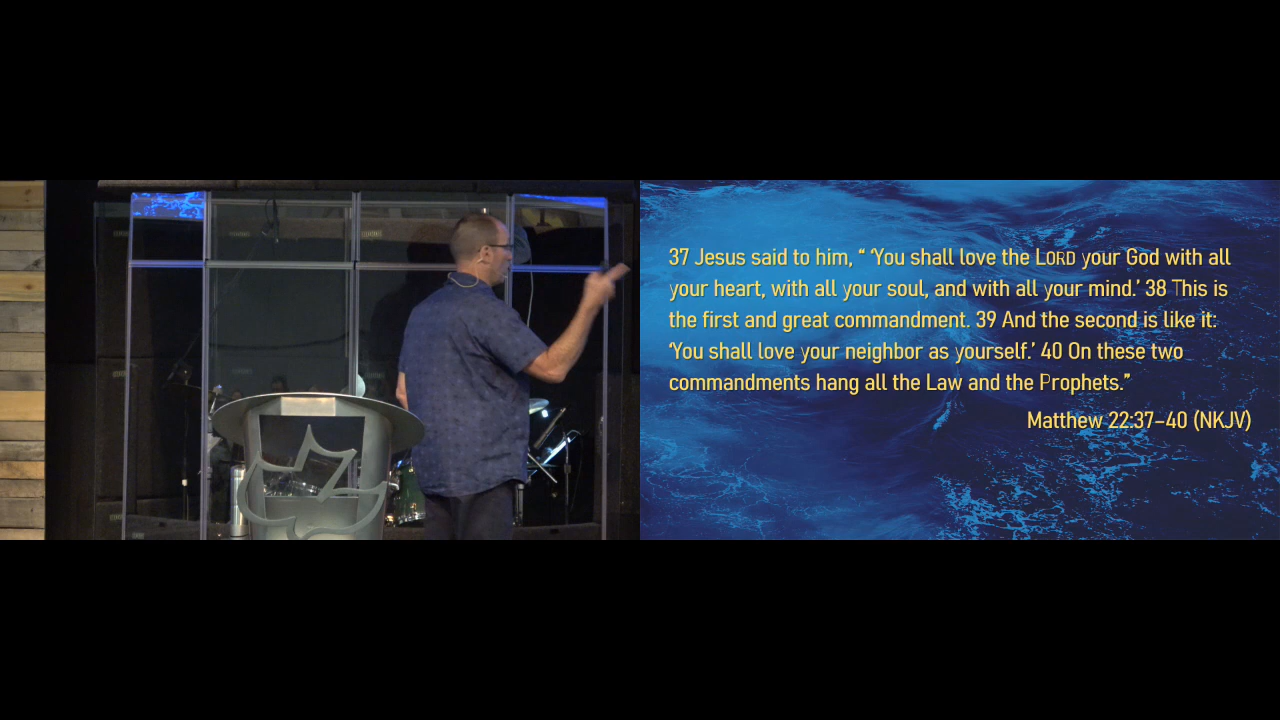 37 Jesus said to him, “ ‘You shall love the LORD your God with all
your heart, with all your soul, and with all your mind.’ 38 This is
the first and great commandment. 39 And the second is like it:
‘You shall love your neighbor as yourself.’ 40 On these two
commandments hang all the Law and the Prophets.”
Matthew 22:37–40 (NKJV)